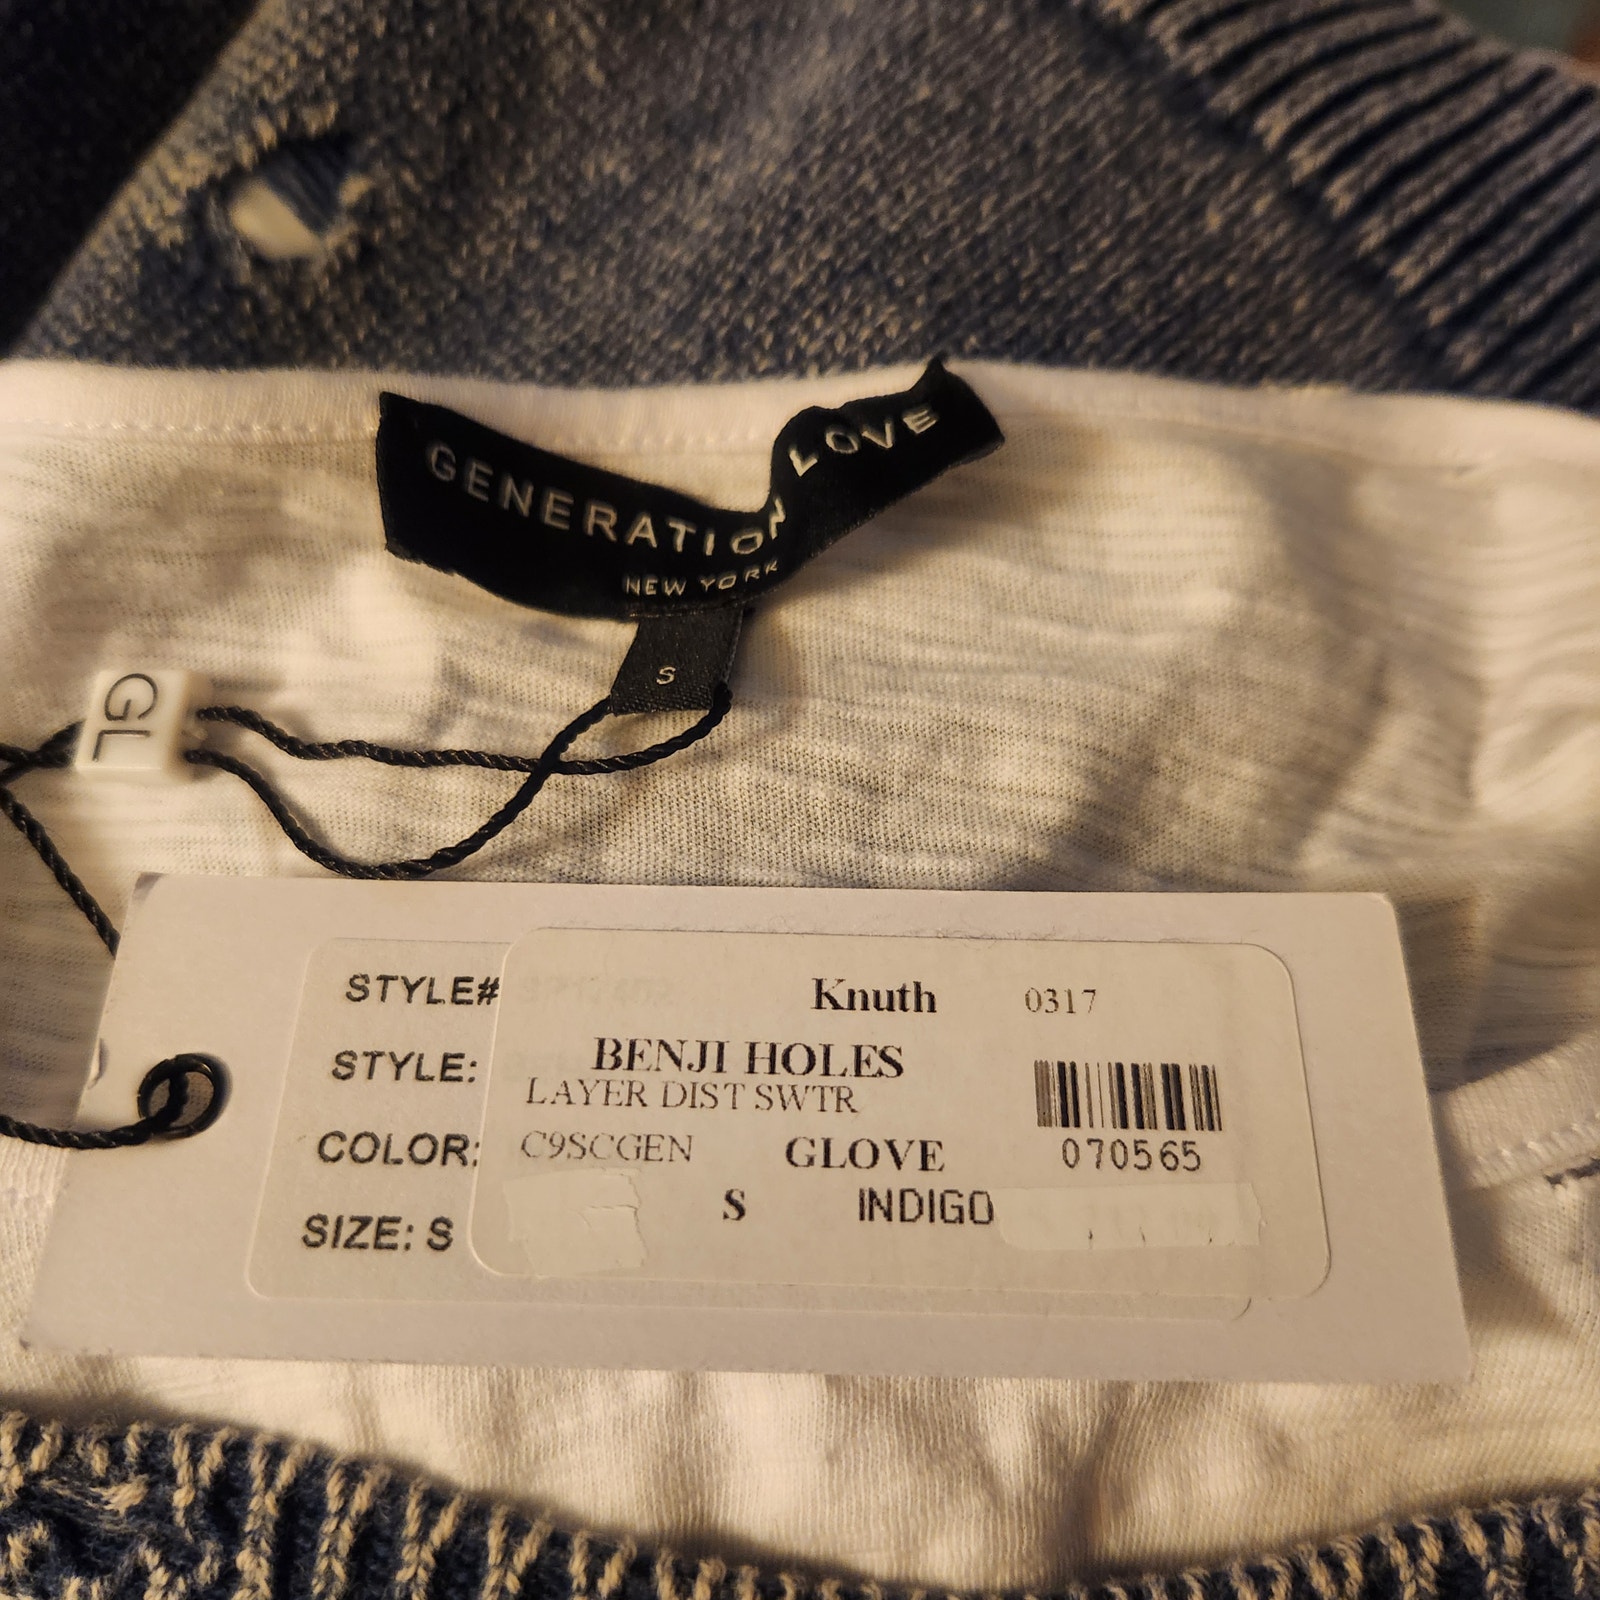 GENERATION LOVE
NEW YORK
S
GL
STYLE# Knuth 0317
STYLE: BENJI HOLES
LAYER DIST SWTR
COLOR: C9SCGEN GLOVE 070565
SIZE: S S INDIGO